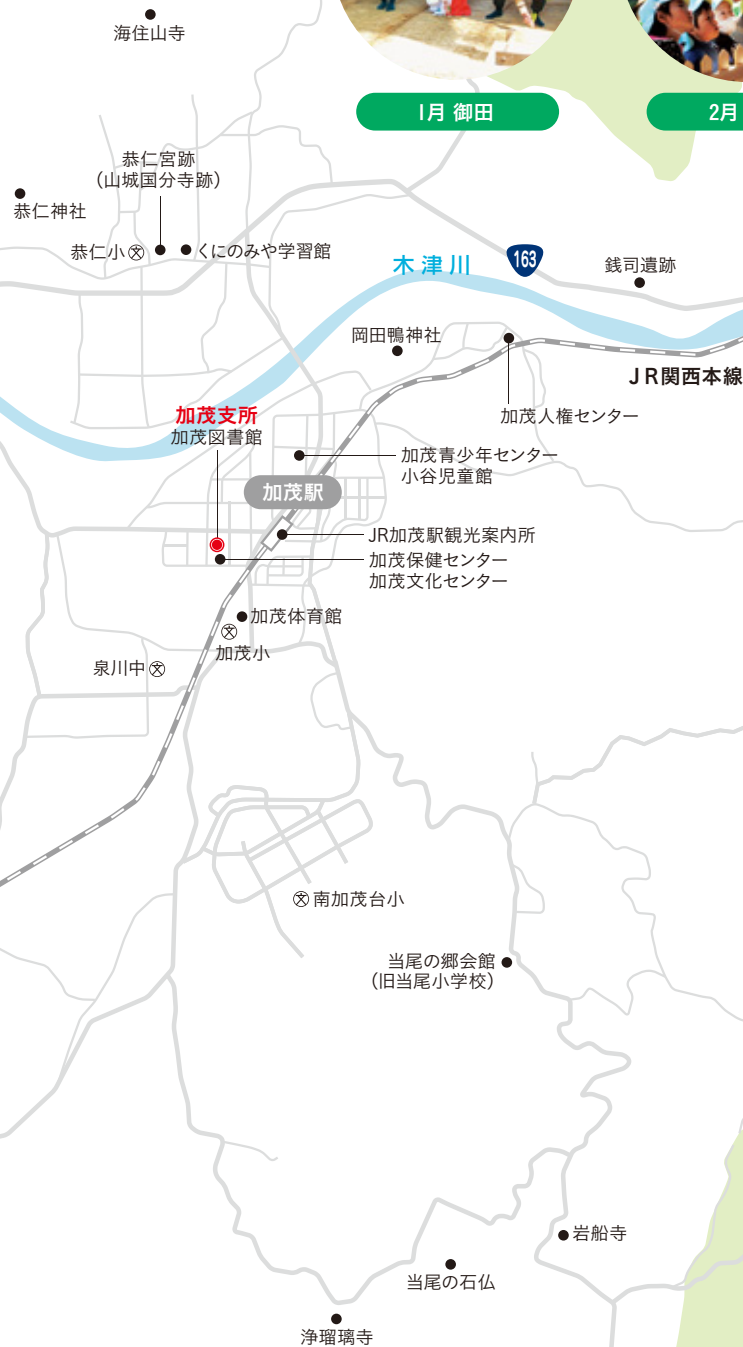 海住山寺
1月 御田
2月
恭仁宮跡
(山城国分寺跡)
恭仁神社
恭仁小 文
くにのみや学習館
木津川
163
銭司遺跡
岡田鴨神社
JR関西本線
加茂支所
加茂図書館
加茂人権センター
加茂青少年センター
小谷児童館
加茂駅
JR加茂駅観光案内所
加茂保健センター
加茂文化センター
加茂体育館
文
加茂小
泉川中 文
文 南加茂台小
当尾の郷会館
(旧当尾小学校)
岩船寺
当尾の石仏
浄瑠璃寺